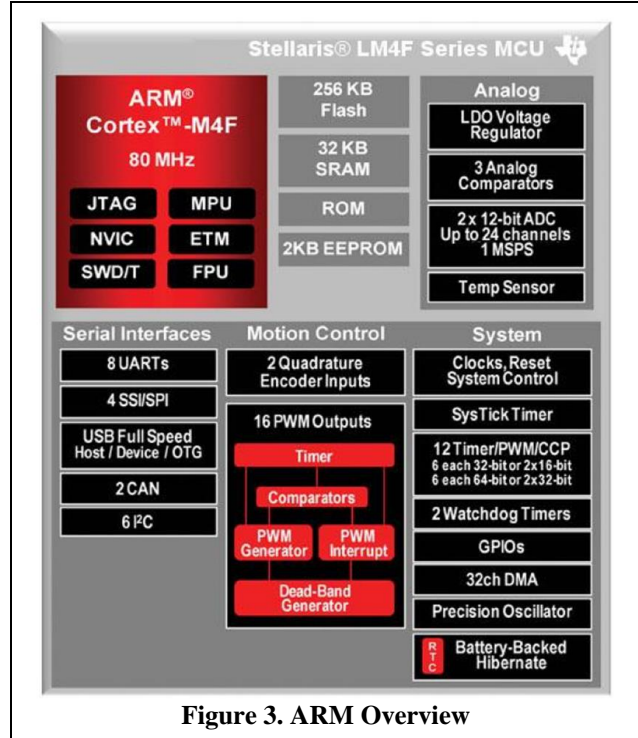 Stellaris® LM4F Series MCU
ARM®
Cortex™-M4F
80 MHz
JTAG
MPU
NVIC
ETM
SWD/T
FPU
256 KB
Flash
32 KB
SRAM
ROM
2KB EEPROM
Analog
LDO Voltage
Regulator
3 Analog
Comparators
2 x 12-bit ADC
Up to 24 channels
1 MSPS
Temp Sensor
Serial Interfaces
8 UARTs
4 SSI/SPI
USB Full Speed
Host / Device / OTG
2 CAN
6 I²C
Motion Control
2 Quadrature
Encoder Inputs
16 PWM Outputs
Timer
Comparators
PWM
Generator
PWM
Interrupt
Dead-Band
Generator
System
Clocks, Reset
System Control
SysTick Timer
12 Timer/PWM/CCP
6 each 32-bit or 2x16-bit
6 each 64-bit or 2x32-bit
2 Watchdog Timers
GPIOs
32ch DMA
Precision Oscillator
RTC
Battery-Backed
Hibernate
Figure 3. ARM Overview